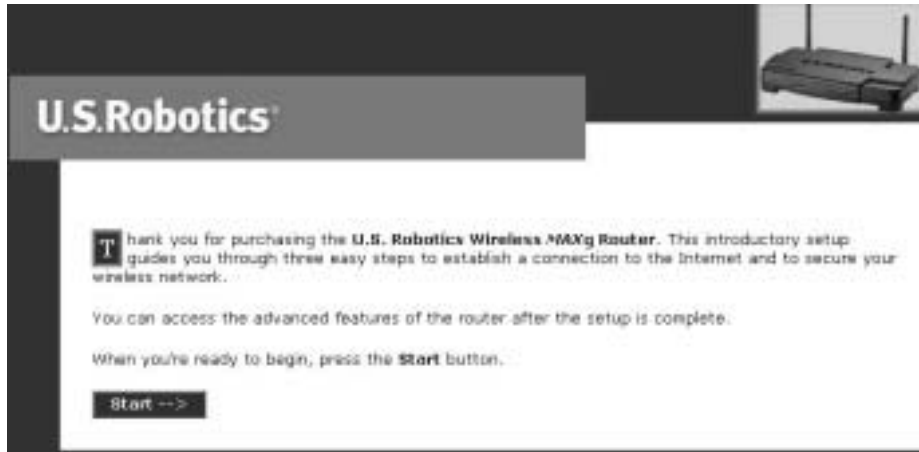 U.S.Robotics
Thank you for purchasing the U.S. Robotics Wireless MAXg Router. This introductory setup
guides you through three easy steps to establish a connection to the Internet and to secure your
wireless network.
You can access the advanced features of the router after the setup is complete.
When you're ready to begin, press the Start button.
Start -->